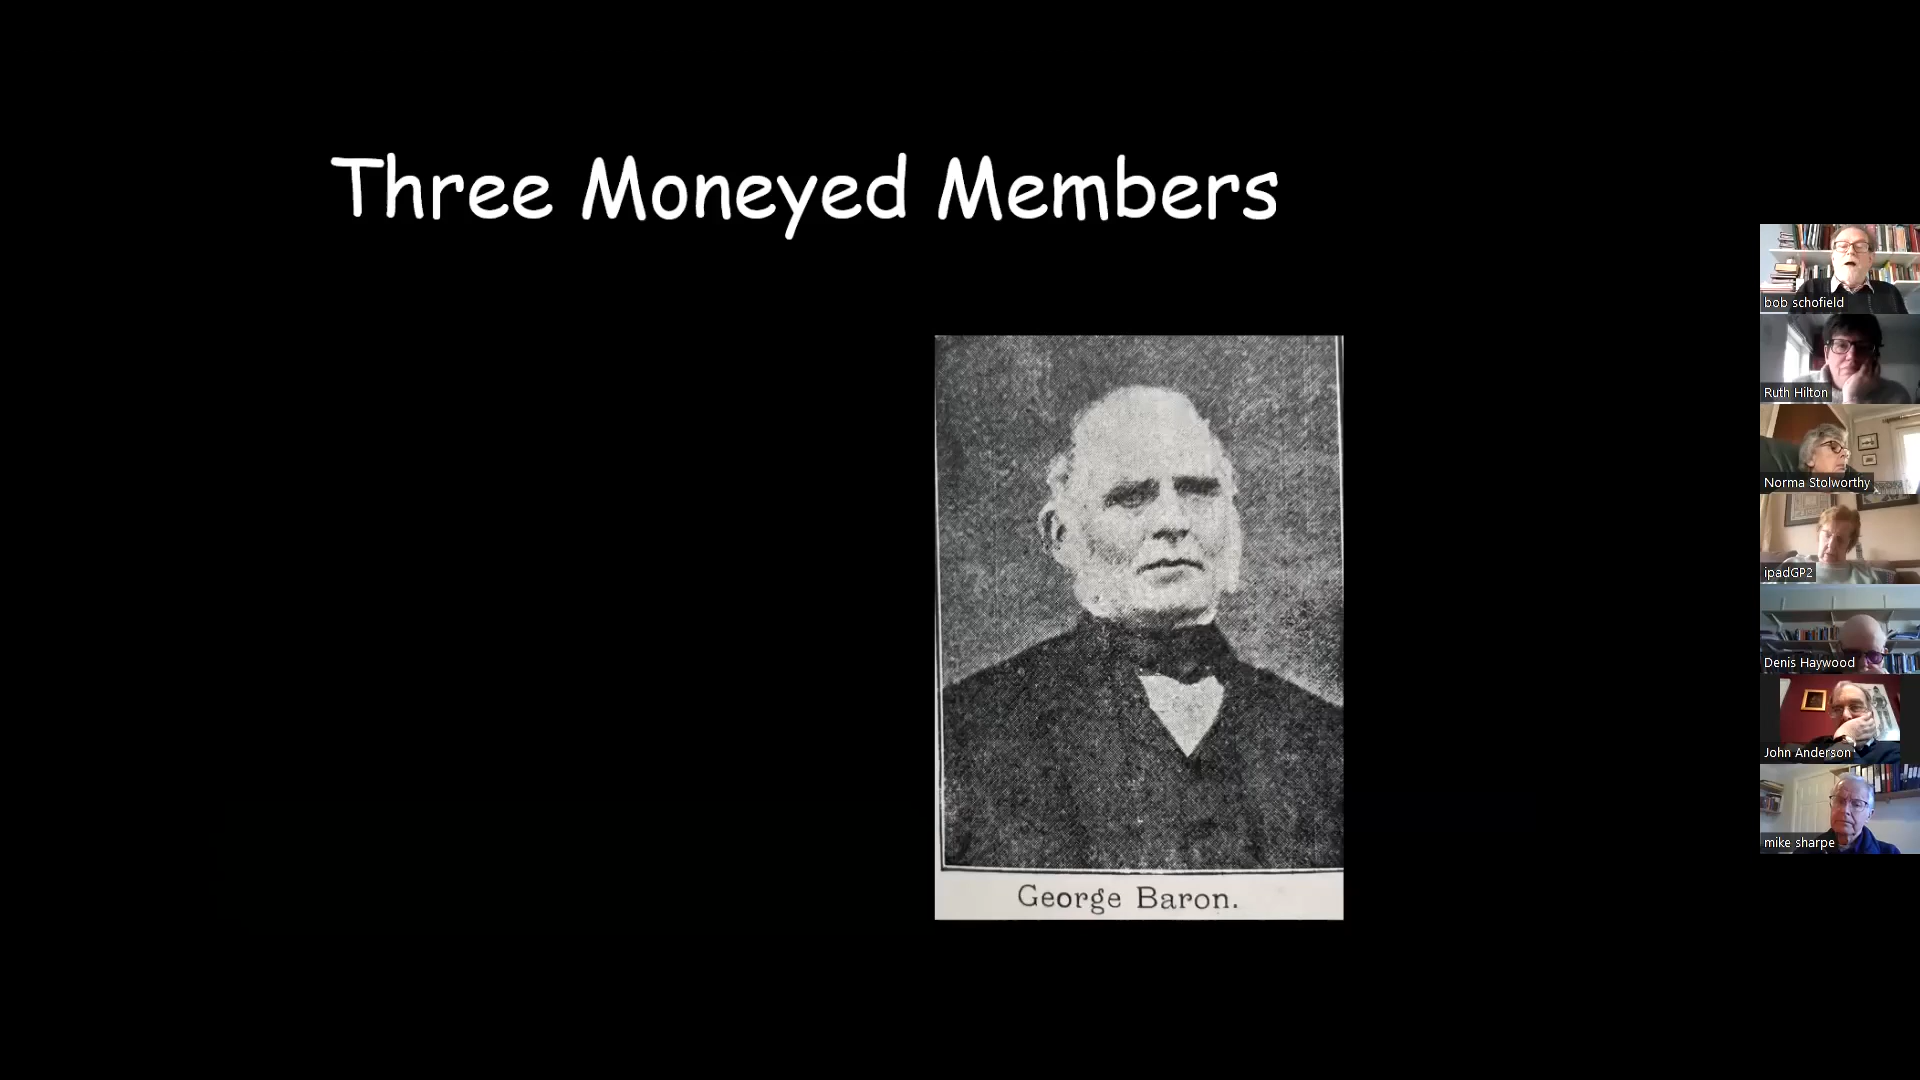 Three Moneyed Members
George Baron.
bob schofield
Ruth Hilton
Norma Stolworthy
ipadGP2
Denis Haywood
John Anderson
mike sharpe